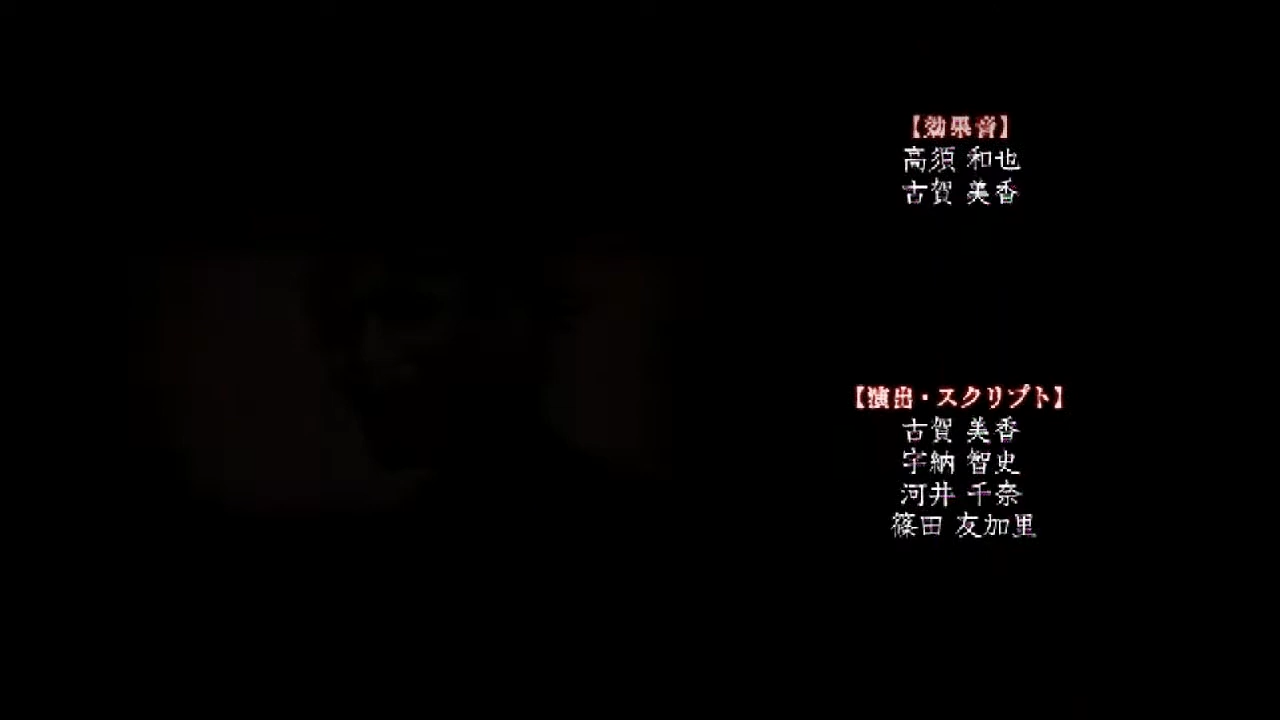 【効果音】
高須 和也
古賀 美香
【演出・スクリプト】
古賀 美香
宇納 智史
河井 千奈
篠田 友加里